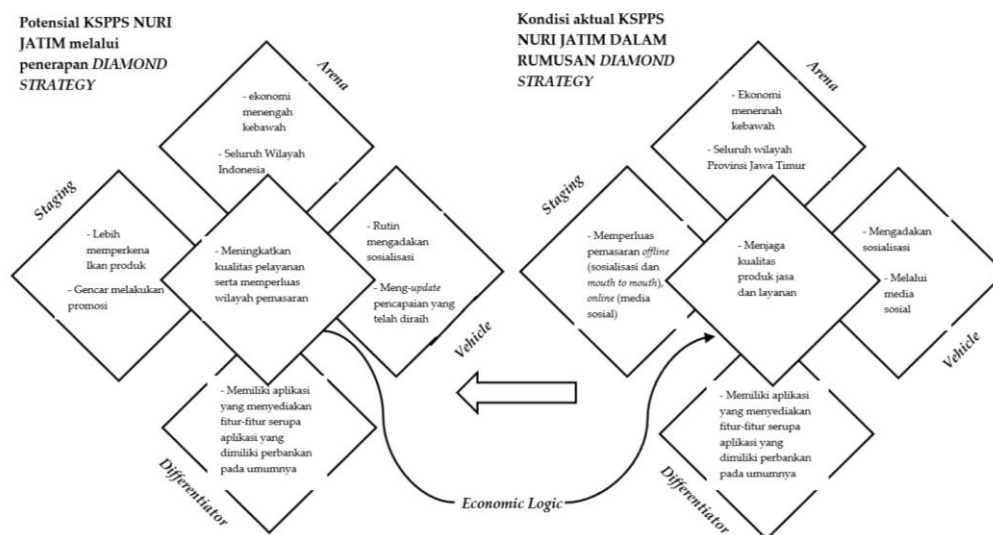 Potensial KSPPS NURI
JATIM melalui
penerapan DIAMOND
STRATEGY
Arena
- ekonomi
menengah
kebawah
- Seluruh Wilayah
Indonesia
Staging
- Lebih
memperkena
lkan produk
- Gencar melakukan
promosi
- Meningkatkan
kualitas pelayanan
serta memperluas
wilayah pemasaran
- Rutin
mengadakan
sosialisasi
- Meng-update
pencapaian yang
telah diraih
Vehicle
- Memiliki aplikasi
yang menyediakan
fitur-fitur serupa
aplikasi yang
dimiliki perbankan
pada umumnya
Differentiator
Economic Logic
Kondisi aktual KSPPS
NURI JATIM DALAM
RUMUSAN DIAMOND
STRATEGY
Arena
- Ekonomi
menennah
kebawah
- Seluruh wilayah
Provinsi Jawa Timur
Staging
- Memperluas
pemasaran offline
(sosialisasi dan
mouth to mouth),
online (media
sosial)
- Menjaga
kualitas
produk jasa
dan layanan
- Mengadakan
sosialisasi
- Melalui
media
sosial
Vehicle
- Memiliki aplikasi
yang menyediakan
fitur-fitur serupa
aplikasi yang
dimiliki perbankan
pada umumnya
Differentiator